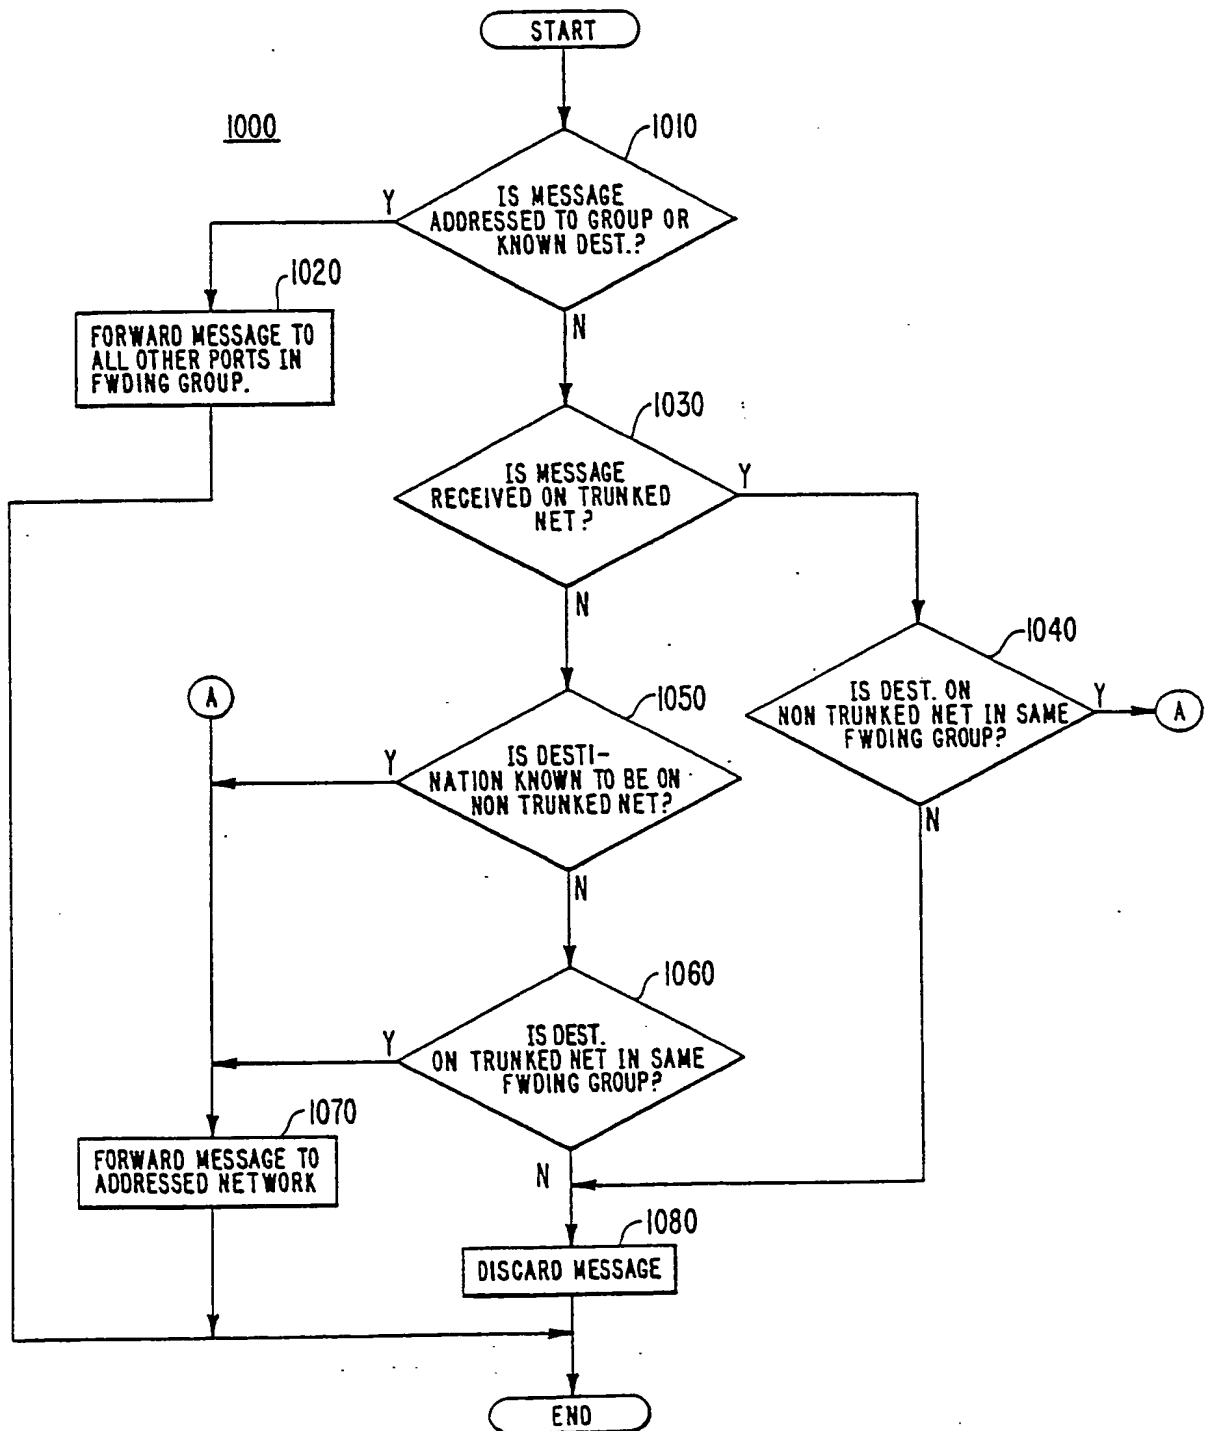 START
1000
1010
Y
IS MESSAGE
ADDRESSED TO GROUP OR
KNOWN DEST.?
1020
N
FORWARD MESSAGE TO
ALL OTHER PORTS IN
FWDING GROUP.
1030
IS MESSAGE
RECEIVED ON TRUNKED
NET?
Y
N
1040
IS DEST. ON
NON TRUNKED NET IN SAME
FWDING GROUP?
Y
A
N
A
1050
Y
IS DESTI-
NATION KNOWN TO BE ON
NON TRUNKED NET?
N
1060
Y
IS DEST.
ON TRUNKED NET IN SAME
FWDING GROUP?
1070
FORWARD MESSAGE TO
ADDRESSED NETWORK
N
1080
DISCARD MESSAGE
END